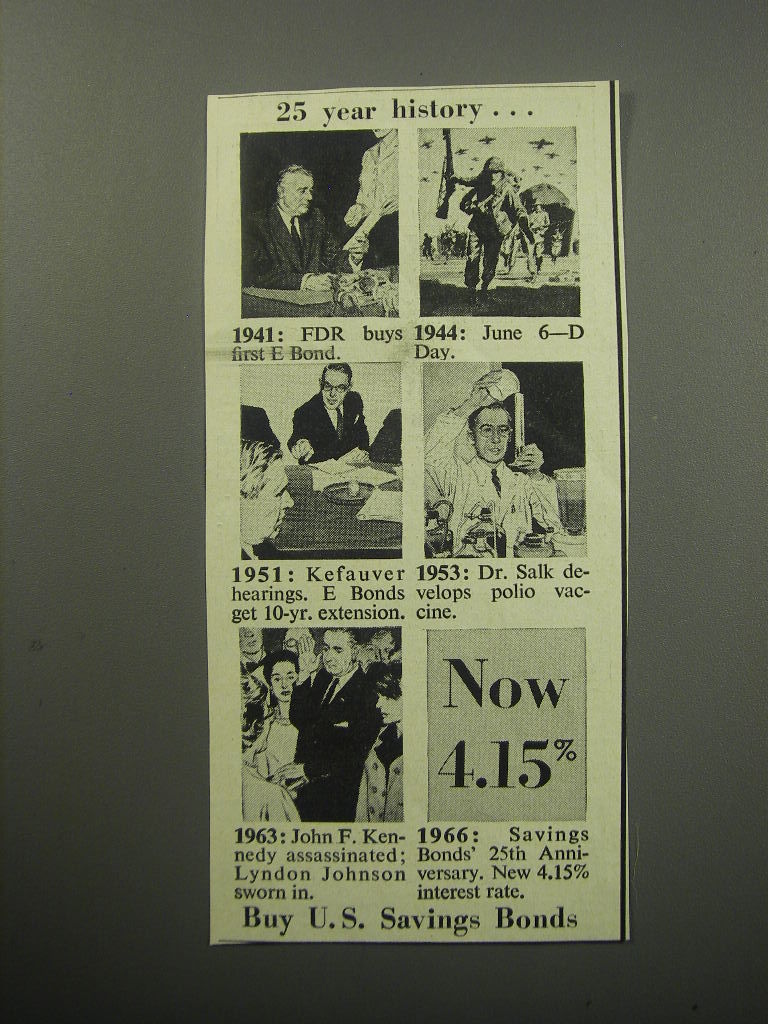 25 year history . . .
1941: FDR buys
first E Bond.
1944: June 6—D
Day.
1951: Kefauver
hearings. E Bonds
get 10-yr. extension.
1953: Dr. Salk de-
velops polio vac-
cine.
1963: John F. Ken-
nedy assassinated;
Lyndon Johnson
sworn in.
Now
4.15%
1966: Savings
Bonds' 25th Anni-
versary. New 4.15%
interest rate.
Buy U.S. Savings Bonds